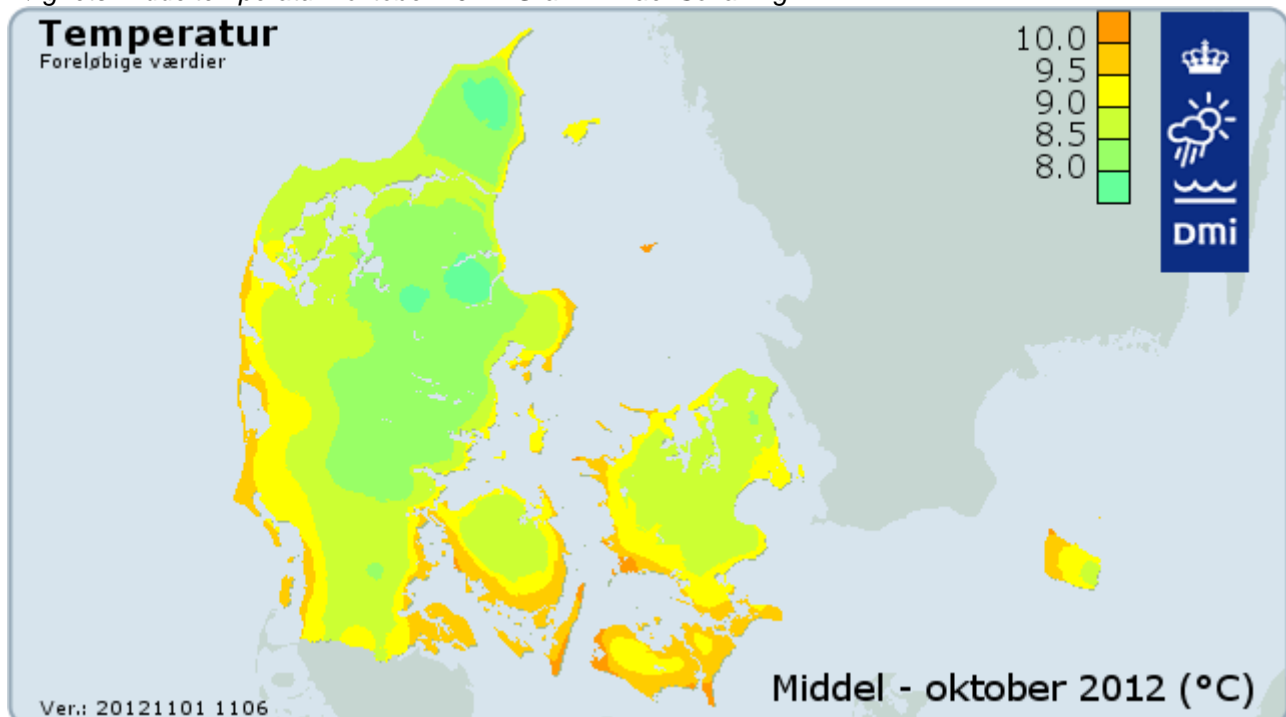 Temperatur
Foreløbige værdier
10.0
9.5
9.0
8.5
8.0
DMI
Middel - oktober 2012 (°C)
Ver.: 20121101 1106